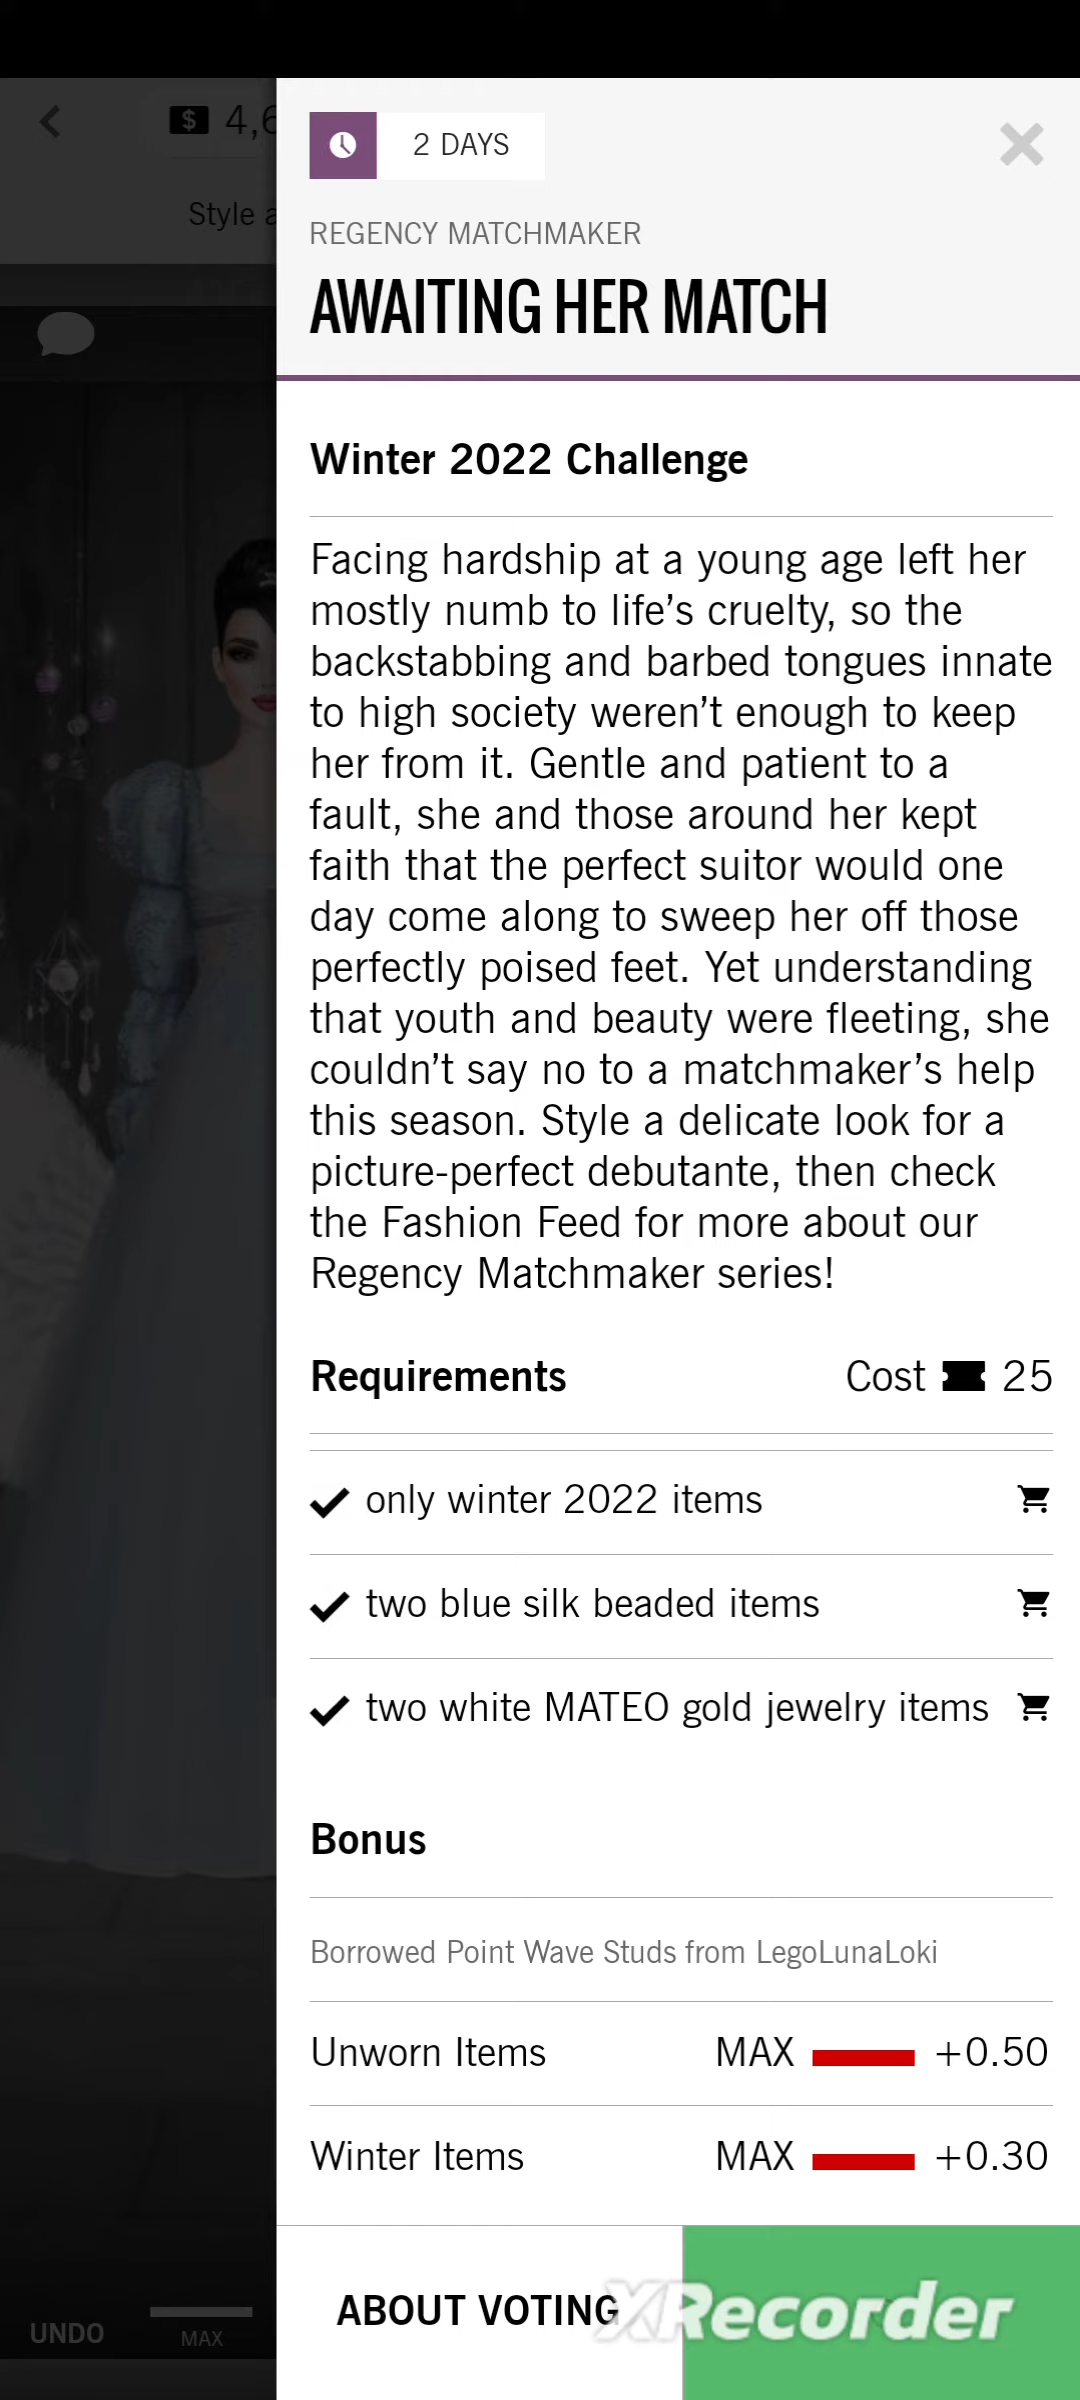 $ 4,6
2 DAYS
Style a
REGENCY MATCHMAKER
AWAITING HER MATCH
Winter 2022 Challenge
Facing hardship at a young age left her
mostly numb to life’s cruelty, so the
backstabbing and barbed tongues innate
to high society weren’t enough to keep
her from it. Gentle and patient to a
fault, she and those around her kept
faith that the perfect suitor would one
day come along to sweep her off those
perfectly poised feet. Yet understanding
that youth and beauty were fleeting, she
couldn’t say no to a matchmaker’s help
this season. Style a delicate look for a
picture-perfect debutante, then check
the Fashion Feed for more about our
Regency Matchmaker series!
Requirements Cost 25
only winter 2022 items
two blue silk beaded items
two white MATEO gold jewelry items
Bonus
Borrowed Point Wave Studs from LegoLunaLoki
Unworn Items MAX +0.50
Winter Items MAX +0.30
ABOUT VOTING
XRecorder
UNDO
MAX